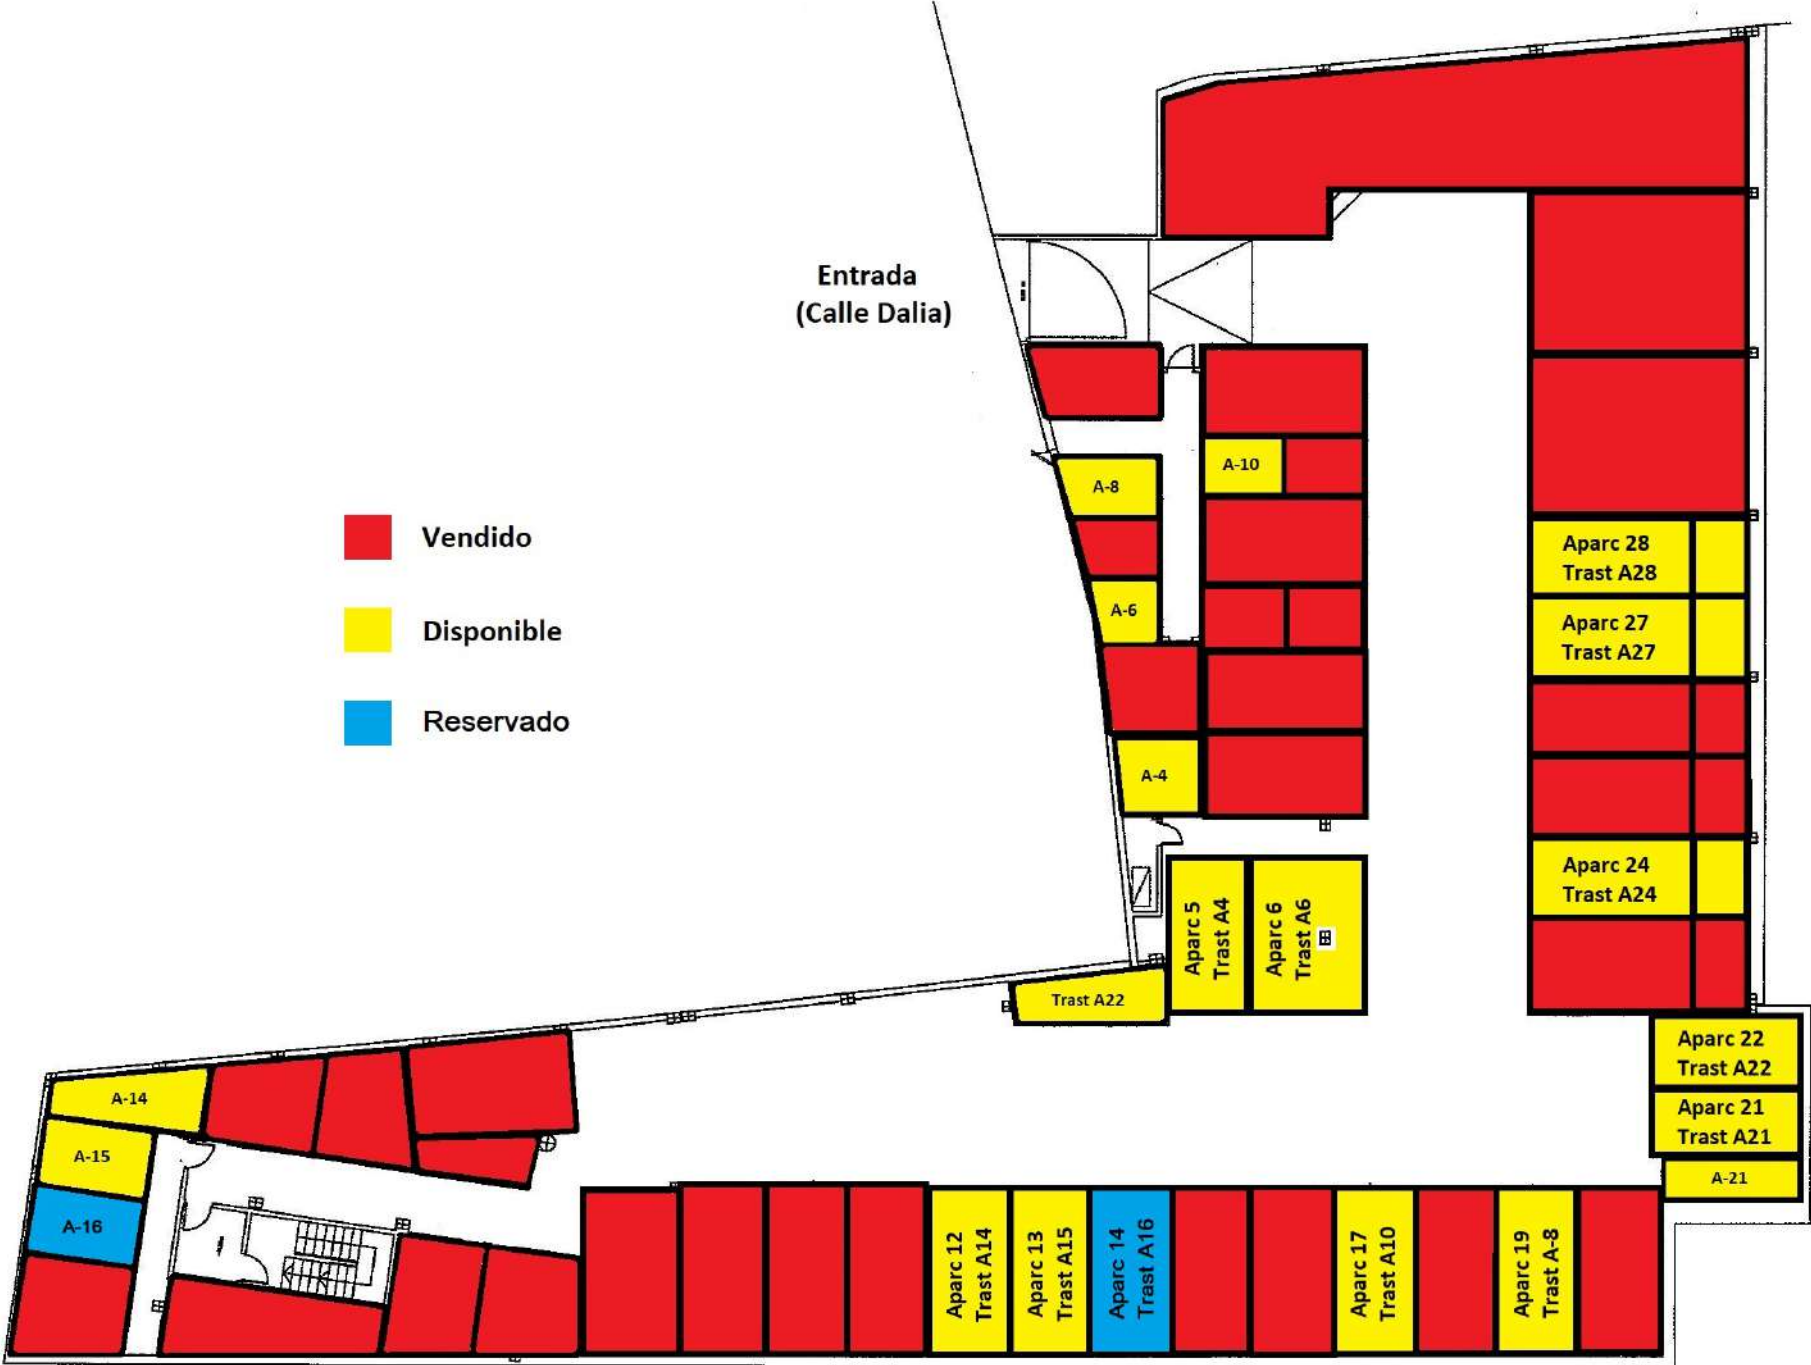 Entrada
(Calle Dalia)
Vendido
Disponible
Reservado
A-10
A-8
A-6
A-4
Aparc 28
Trast A28
Aparc 27
Trast A27
Aparc 24
Trast A24
Aparc 5
Trast A4
Aparc 6
Trast A6
Trast A22
Aparc 22
Trast A22
Aparc 21
Trast A21
A-21
A-14
A-15
A-16
Aparc 12
Trast A14
Aparc 13
Trast A15
Aparc 14
Trast A16
Aparc 17
Trast A10
Aparc 19
Trast A-8